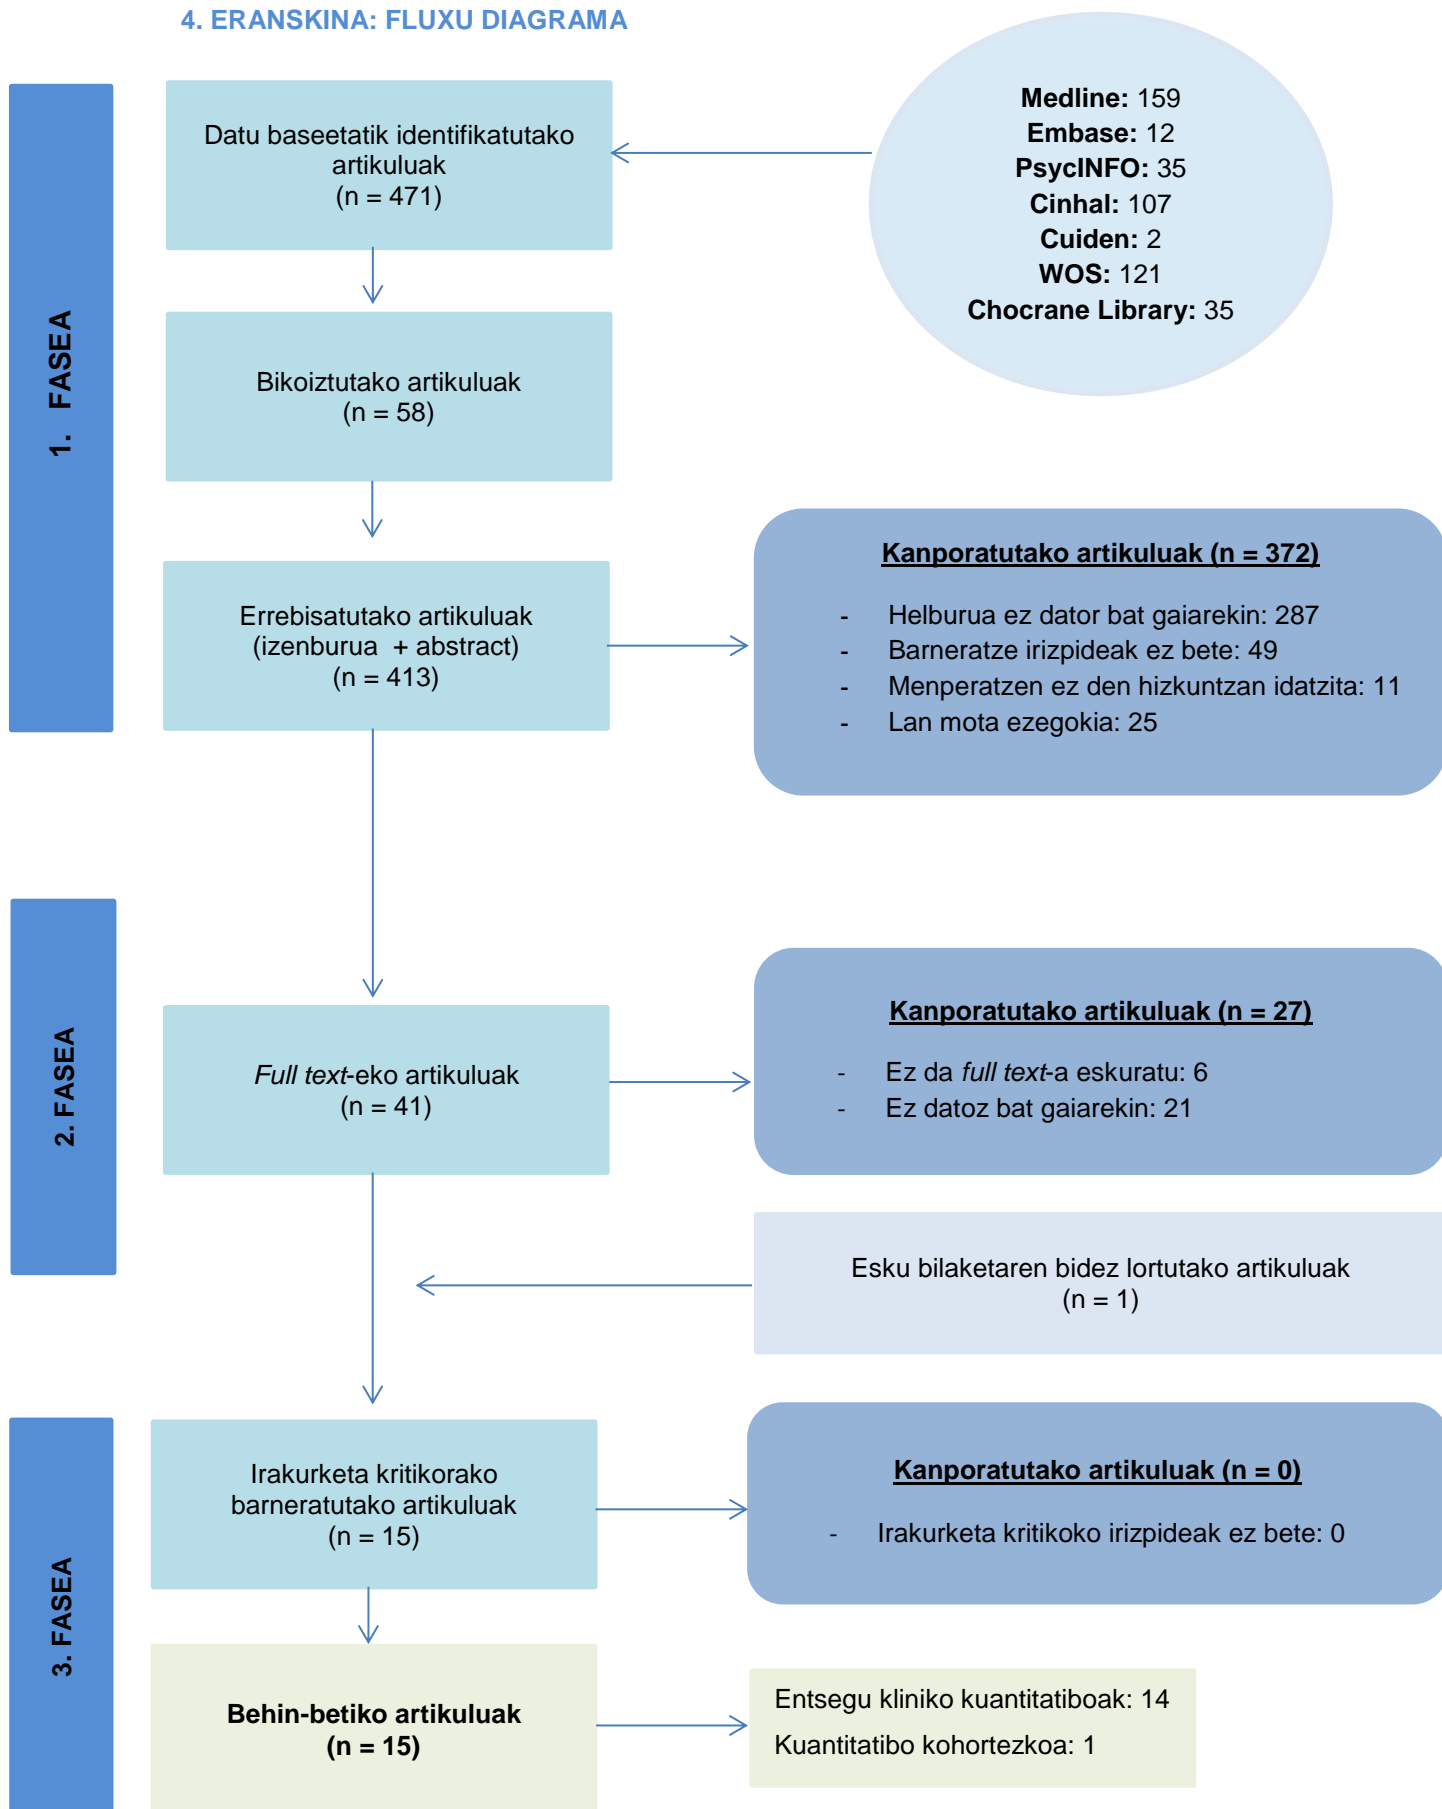 4. ERANSKINA: FLUXU DIAGRAMA
1. FASEA
Datu baseetatik identifikatutako
artikuluak
(n = 471)
Medline: 159
Embase: 12
PsycINFO: 35
Cinhal: 107
Cuiden: 2
WOS: 121
Chocrane Library: 35
Bikoiztutako artikuluak
(n = 58)
Errebisatutako artikuluak
(izenburua + abstract)
(n = 413)
Kanporatutako artikuluak (n = 372)
- Helburua ez dator bat gaiarekin: 287
- Barneratze irizpideak ez bete: 49
- Menperatzen ez den hizkuntzan idatzita: 11
- Lan mota ezegokia: 25
2. FASEA
Full text-eko artikuluak
(n = 41)
Kanporatutako artikuluak (n = 27)
- Ez da full text-a eskuratu: 6
- Ez datoz bat gaiarekin: 21
Esku bilaketaren bidez lortutako artikuluak
(n = 1)
3. FASEA
Irakurketa kritikorako
barneratutako artikuluak
(n = 15)
Kanporatutako artikuluak (n = 0)
- Irakurketa kritikoko irizpideak ez bete: 0
Behin-betiko artikuluak
(n = 15)
Entsegu kliniko kuantitatiboak: 14
Kuantitatibo kohortezkoa: 1